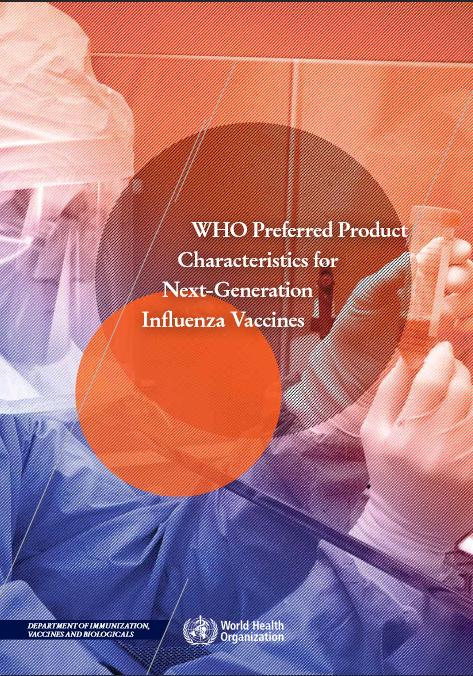 WHO Preferred Product
Characteristics for
Next-Generation
Influenza Vaccines
DEPARTMENT OF IMMUNIZATION,
VACCINES AND BIOLOGICALS
World Health
Organization